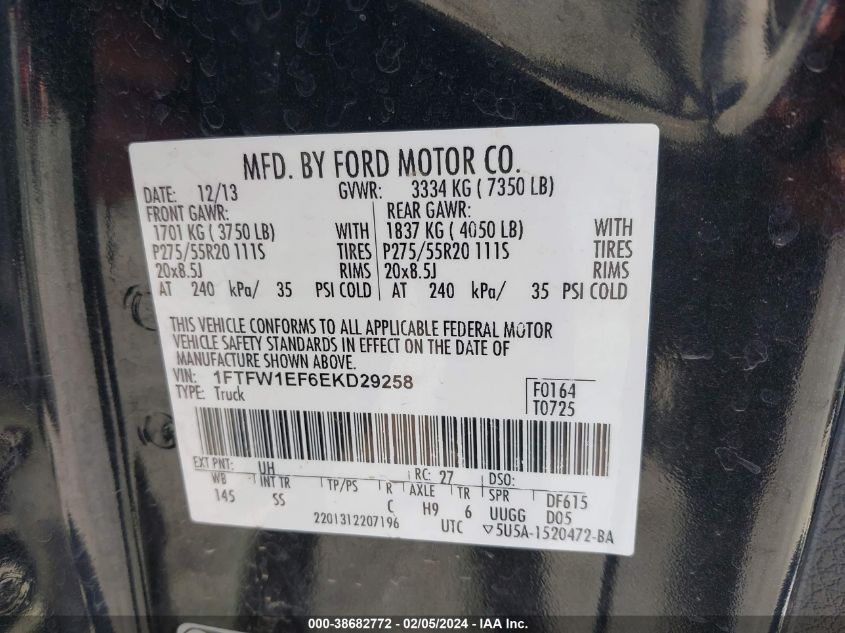 MFD. BY FORD MOTOR CO.
DATE: 12/13 GVWR: 3334 KG ( 7350 LB)
FRONT GAWR: REAR GAWR:
1701 KG ( 3750 LB) WITH 1837 KG ( 4050 LB) WITH
P275/55R20 111S TIRES P275/55R20 111S TIRES
20x8.5J RIMS 20x8.5J RIMS
AT 240 kPa/ 35 PSI COLD AT 240 kPa/ 35 PSI COLD
THIS VEHICLE CONFORMS TO ALL APPLICABLE FEDERAL MOTOR
VEHICLE SAFETY STANDARDS IN EFFECT ON THE DATE OF
MANUFACTURE SHOWN ABOVE.
VIN: 1FTFW1EF6EKD29258
TYPE: Truck
F0164
T0725
EXT PNT: UH RC: 27 DSO:
WB INT TR TP/PS R AXLE TR SPR DF615
145 SS C H9 6 UUGG D05
2201312207196 UTC ▽5U5A-1520472-BA
000-38682772 - 02/05/2024 - IAA Inc.